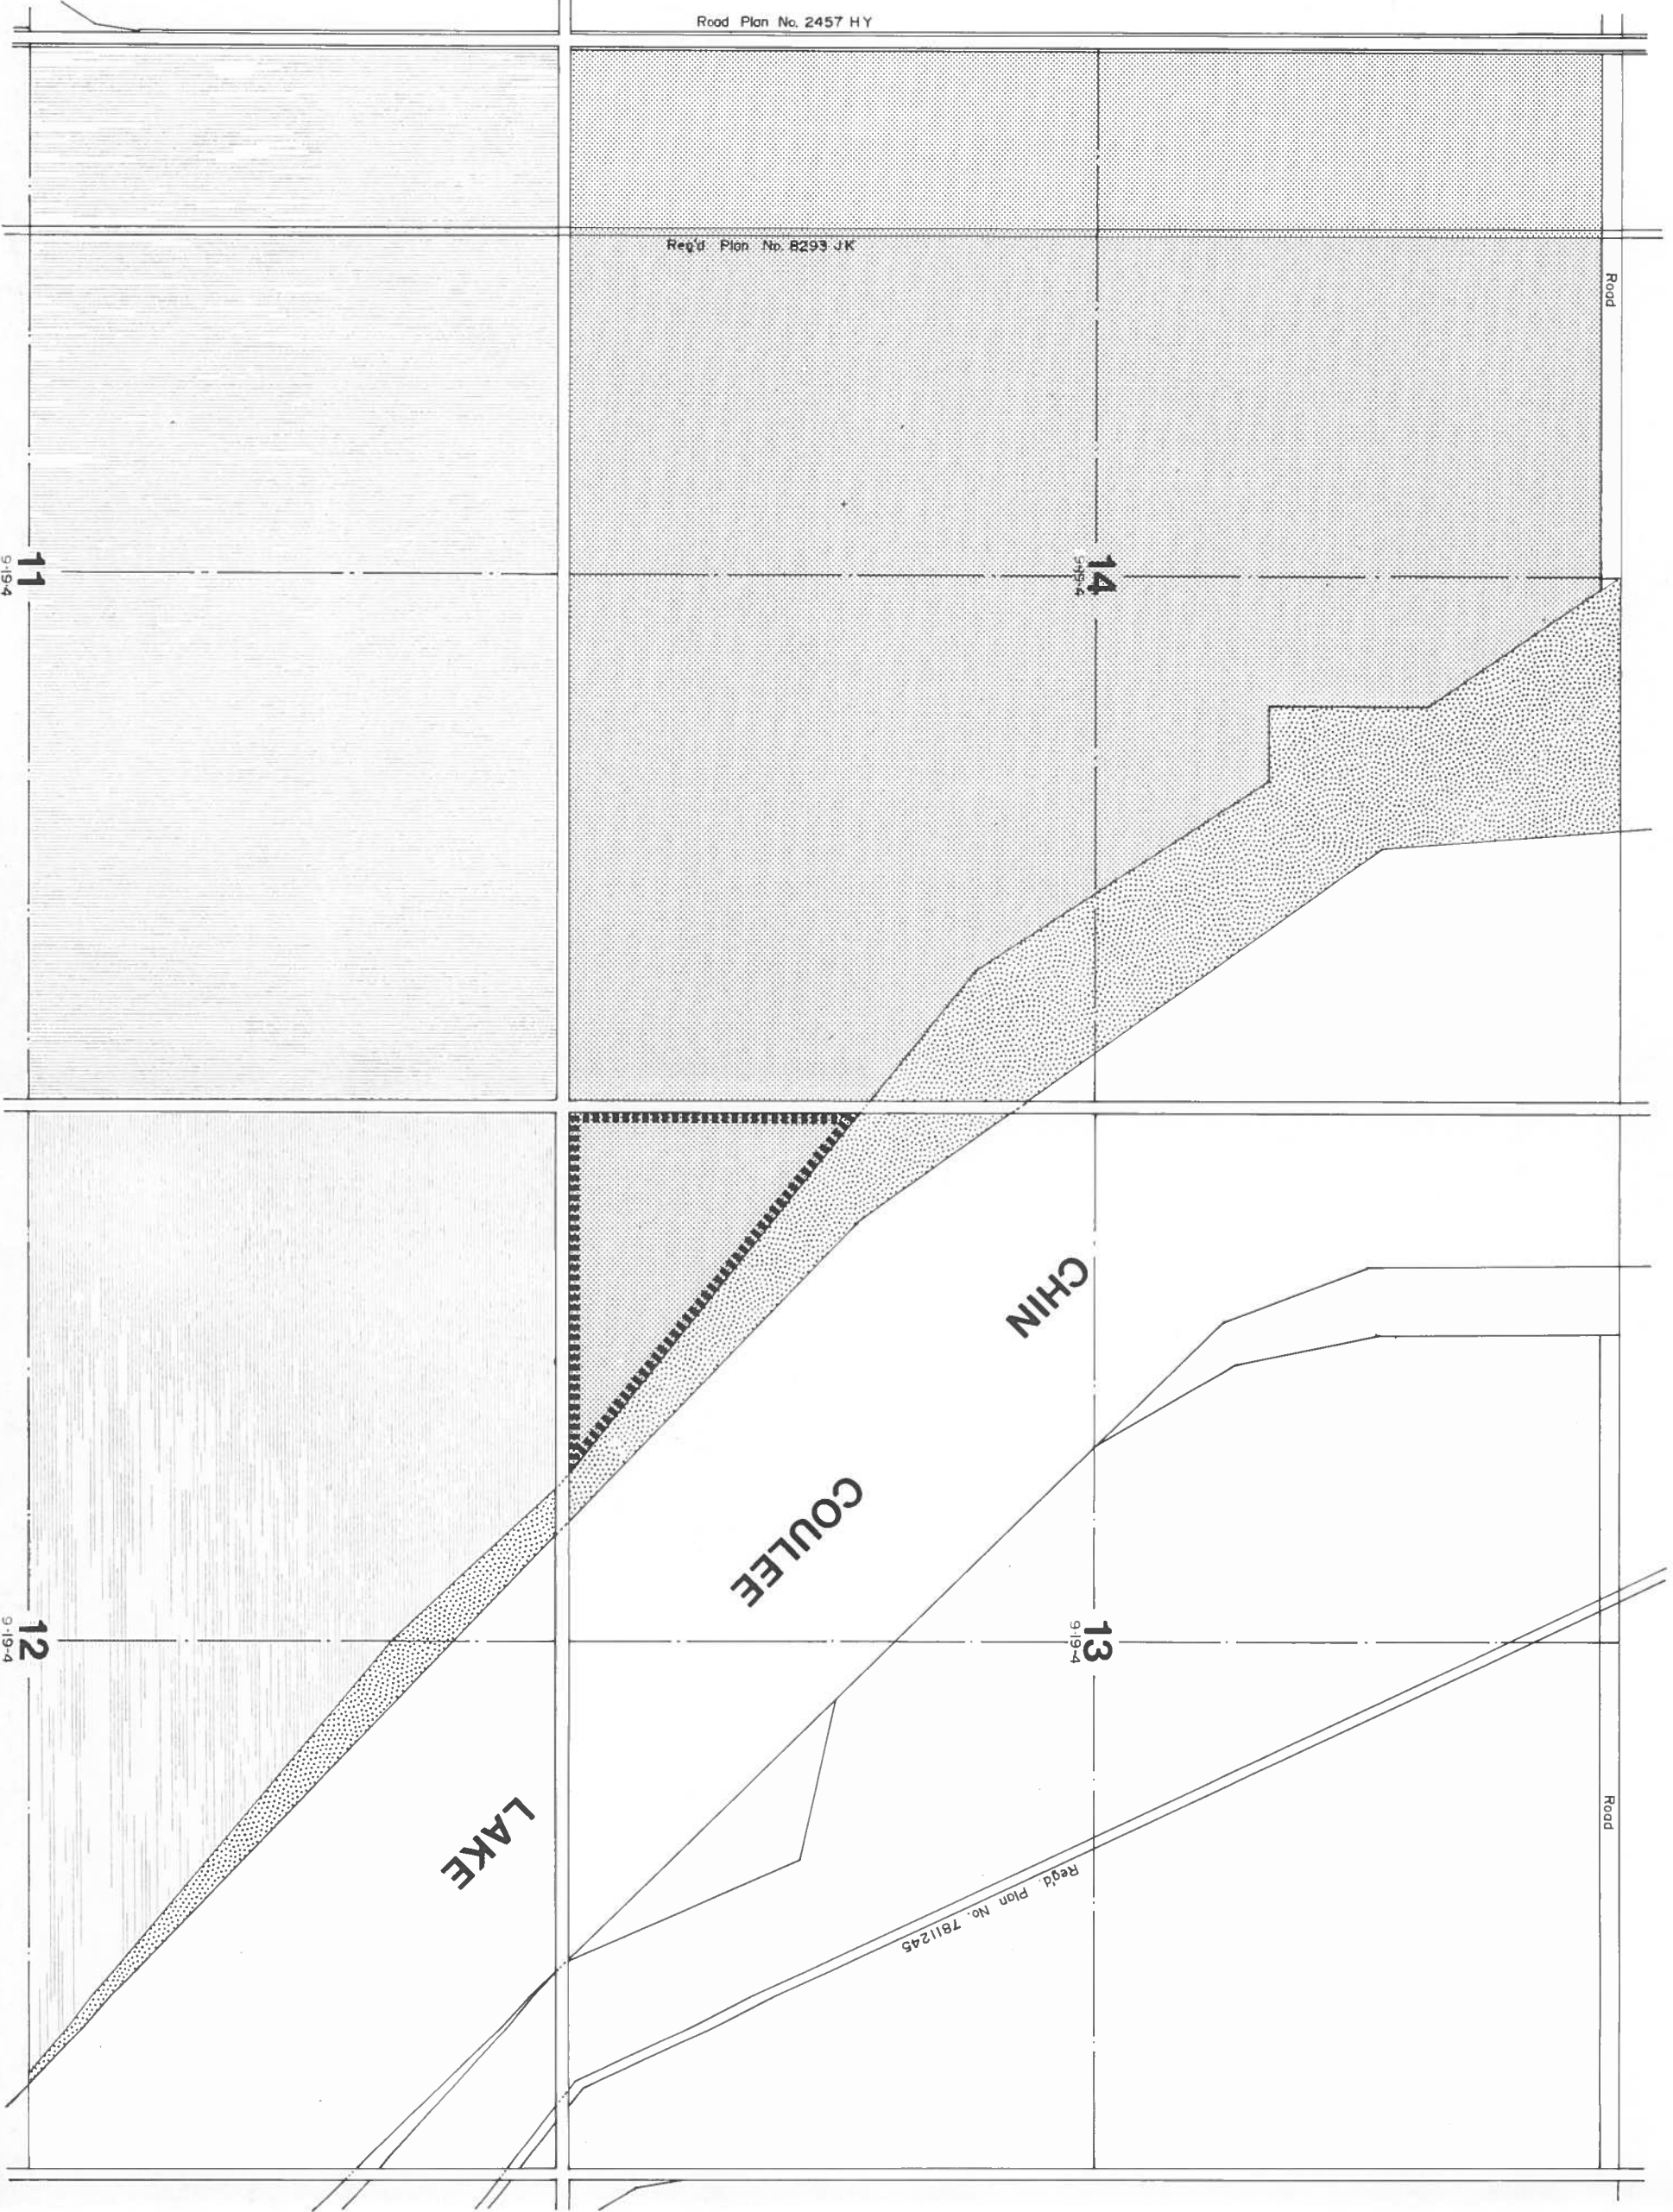 Road Plan No. 2457 HY
Reg'd Plan No. 8293 JK
Road
11
9-19-4
14
9-19-4
CHIN
COULEE
LAKE
12
9-19-4
13
9-19-4
Road
Reg'd. Plan No. 7811245